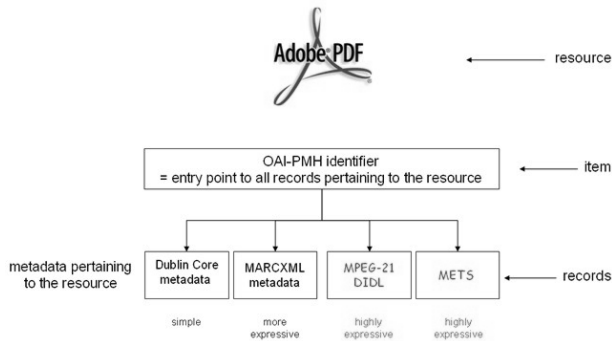 Adobe PDF
resource
OAI-PMH identifier
= entry point to all records pertaining to the resource
item
metadata pertaining
to the resource
Dublin Core
metadata
MARCXML
metadata
MPEG-21
DIDL
METS
records
simple
more
expressive
highly
expressive
highly
expressive